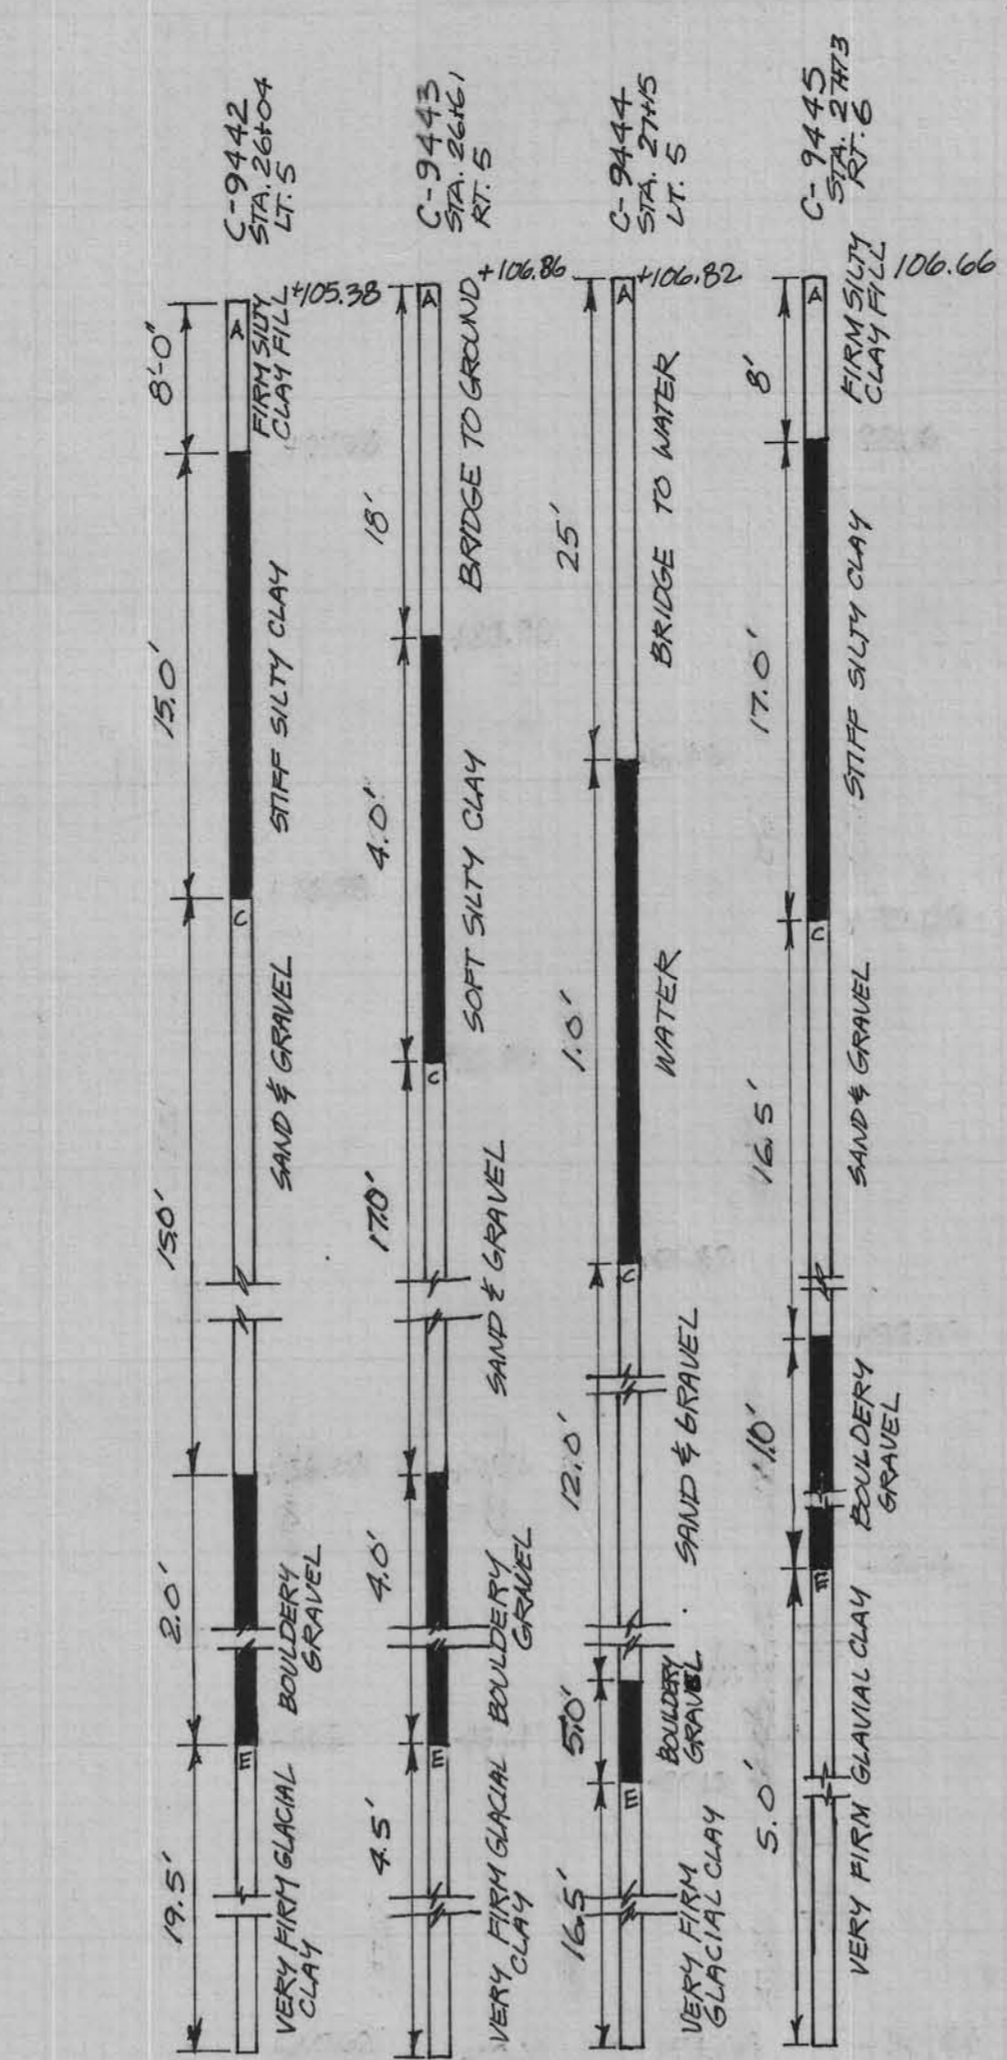 C-9442
STA. 26+04
LT. 5
+105.38
A
8'-0"
FIRM SILTY
CLAY FILL
15.0'
STIFF SILTY CLAY
C
15.0'
SAND & GRAVEL
2.0'
BOULDERY
GRAVEL
E
19.5'
VERY FIRM GLACIAL
CLAY
C-9443
STA. 26+61
RT. 5
+106.86
A
18'
BRIDGE TO GROUND
4.0'
SOFT SILTY CLAY
C
17.0'
SAND & GRAVEL
4.0'
BOULDERY
GRAVEL
E
4.5'
VERY FIRM GLACIAL
CLAY
C-9444
STA. 27+15
LT. 5
+106.82
A
25'
BRIDGE TO WATER
1.0'
WATER
C
12.0'
SAND & GRAVEL
5.0'
BOULDERY
GRAVEL
E
16.5'
VERY FIRM
GLACIAL CLAY
C-9445
STA. 27+73
RT. 6
106.66
A
8'
FIRM SILTY
CLAY FILL
17.0'
STIFF SILTY CLAY
C
16.5'
SAND & GRAVEL
1.0'
BOULDERY
GRAVEL
E
5.0'
VERY FIRM GLAVIAL CLAY